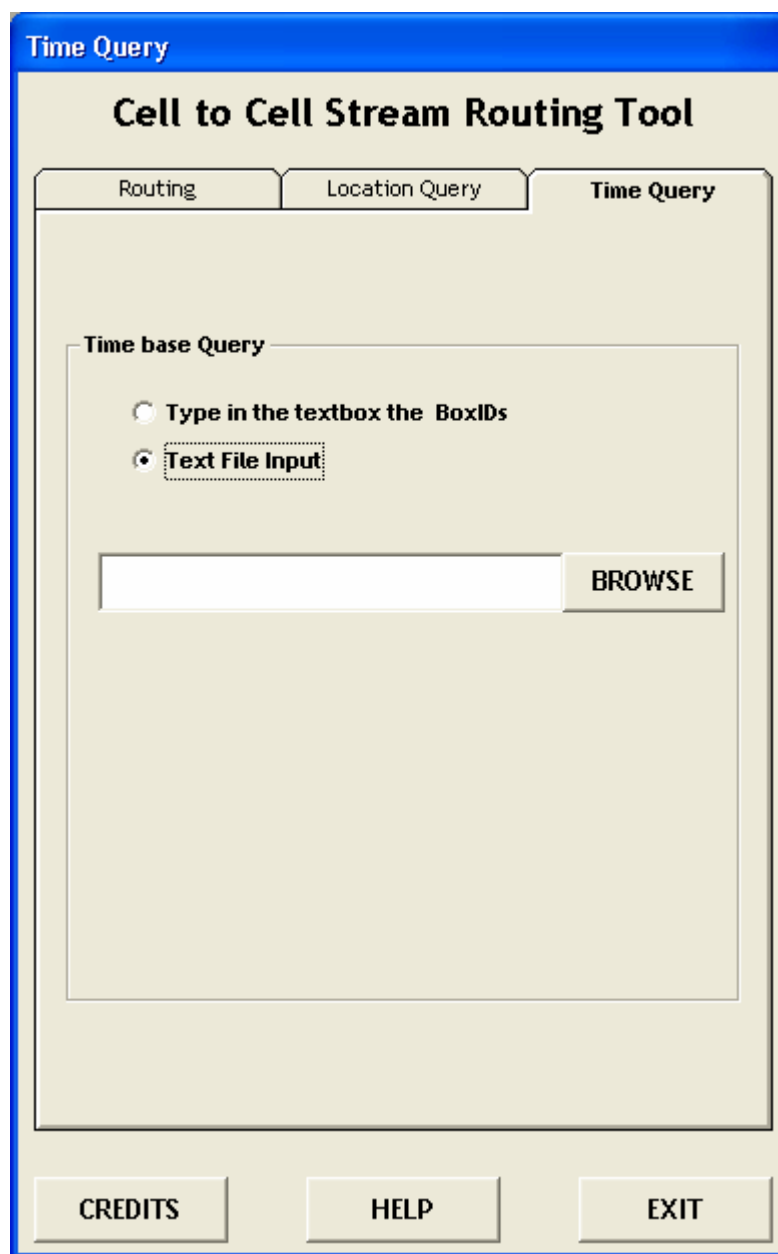 Time Query
Cell to Cell Stream Routing Tool
Routing Location Query Time Query
Time base Query
Type in the textbox the BoxIDs
Text File Input
BROWSE
CREDITS HELP EXIT